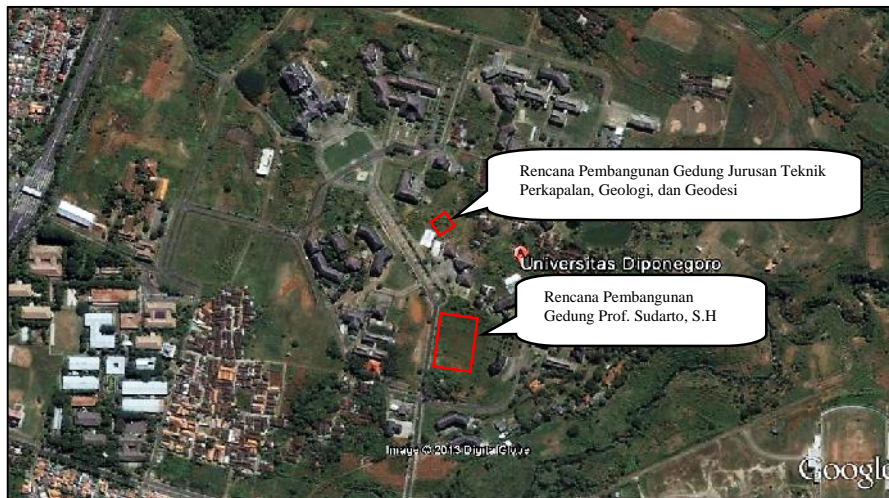 Rencana Pembangunan Gedung Jurusan Teknik
Perkapalan, Geologi, dan Geodesi
A
Universitas Diponegoro
Rencana Pembangunan
Gedung Prof. Sudarto, S.H
Image © 2013 DigitalGlobe
Google